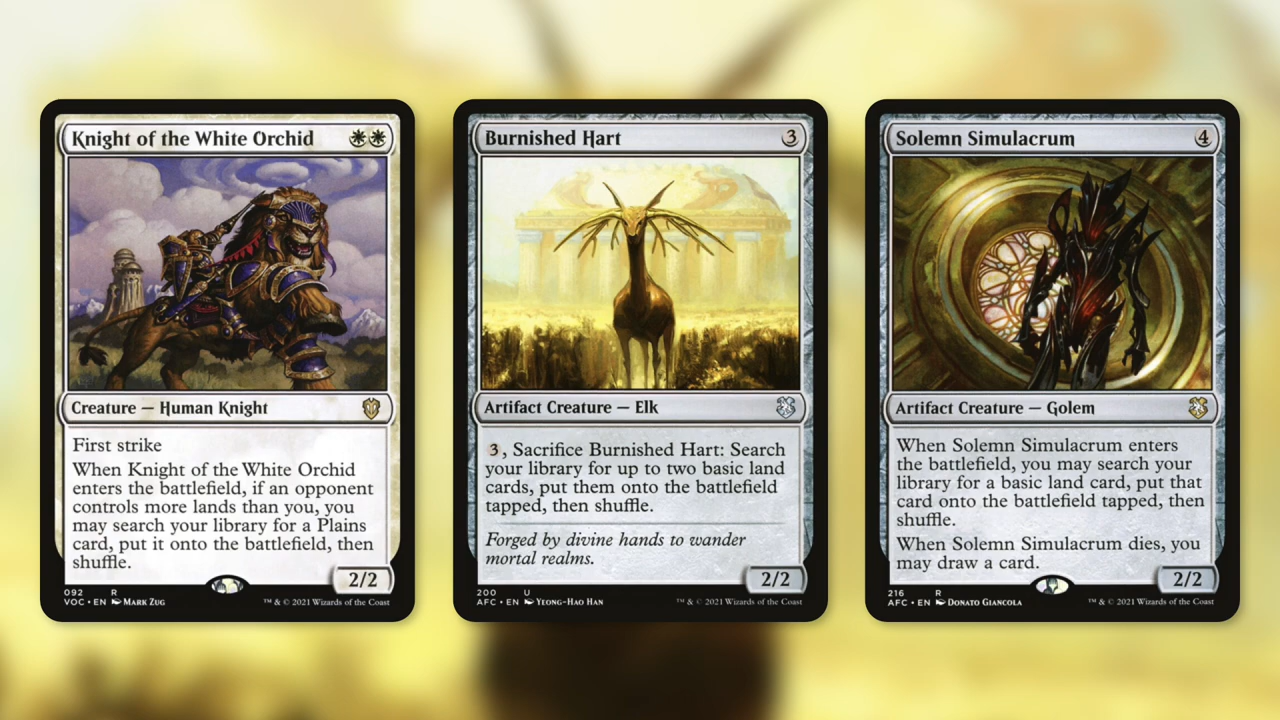 Knight of the White Orchid
Creature — Human Knight
First strike
When Knight of the White Orchid
enters the battlefield, if an opponent
controls more lands than you, you
may search your library for a Plains
card, put it onto the battlefield, then
shuffle.
2/2
092 R
VOC • EN Mark Zug
™ & © 2021 Wizards of the Coast
Burnished Hart 3
Artifact Creature — Elk
3, Sacrifice Burnished Hart: Search
your library for up to two basic land
cards, put them onto the battlefield
tapped, then shuffle.
Forged by divine hands to wander
mortal realms.
2/2
200 U
AFC • EN Yeong-Hao Han
™ & © 2021 Wizards of the Coast
Solemn Simulacrum 4
Artifact Creature — Golem
When Solemn Simulacrum enters
the battlefield, you may search your
library for a basic land card, put that
card onto the battlefield tapped, then
shuffle.
When Solemn Simulacrum dies, you
may draw a card.
2/2
216 R
AFC • EN Donato Giancola
™ & © 2021 Wizards of the Coast